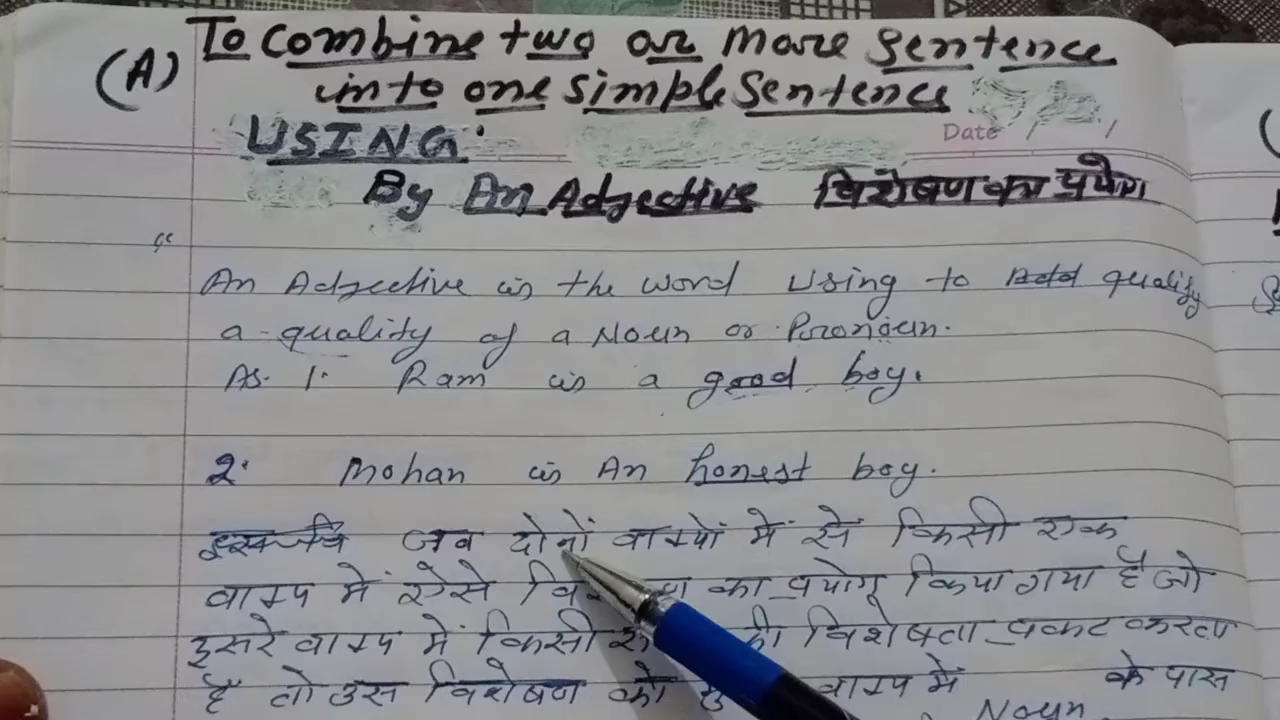 (A) To combine two or more sentence
into one simple sentence
Date / /
USING:
By An Adjective विशेषण का प्रयोग
An Adjective is the word using to qualify
a quality of a Noun or Pronoun.
As. 1. Ram is a good boy.
2. Mohan is An honest boy.
जब दोनों वाक्यों में से किसी एक
वाक्य में ऐसे का प्रयोग किया गया है जो
दूसरे वाक्य में किसी की विशेषता प्रकट करता
है तो उस विशेषण को वाक्य में के पास
Noun